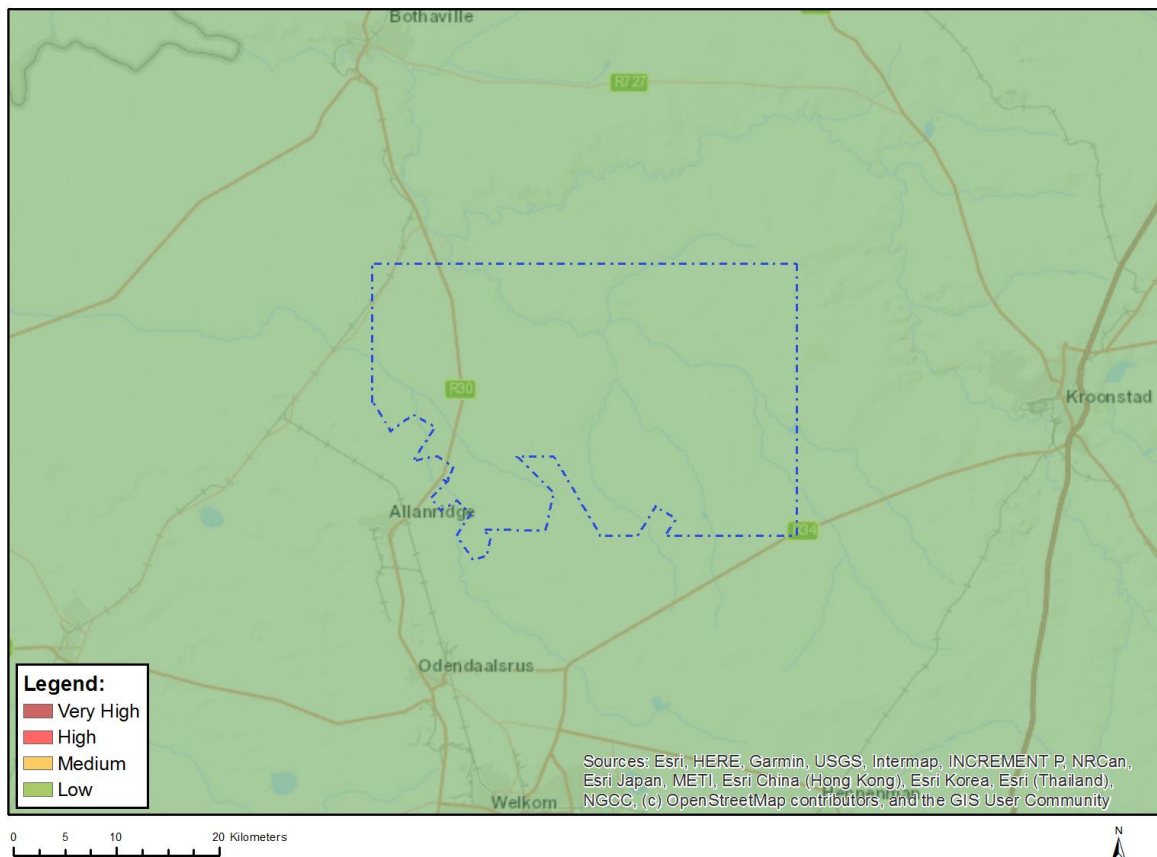 Bothaville
R727
R30
Kroonstad
Allanridge
R34
Odendaalsrus
Legend:
Very High
High
Medium
Low
Sources: Esri, HERE, Garmin, USGS, Intermap, INCREMENT P, NRCan,
Esri Japan, METI, Esri China (Hong Kong), Esri Korea, Esri (Thailand),
NGCC, (c) OpenStreetMap contributors, and the GIS User Community
Hennenman
Welkom
0 5 10 20 Kilometers
N